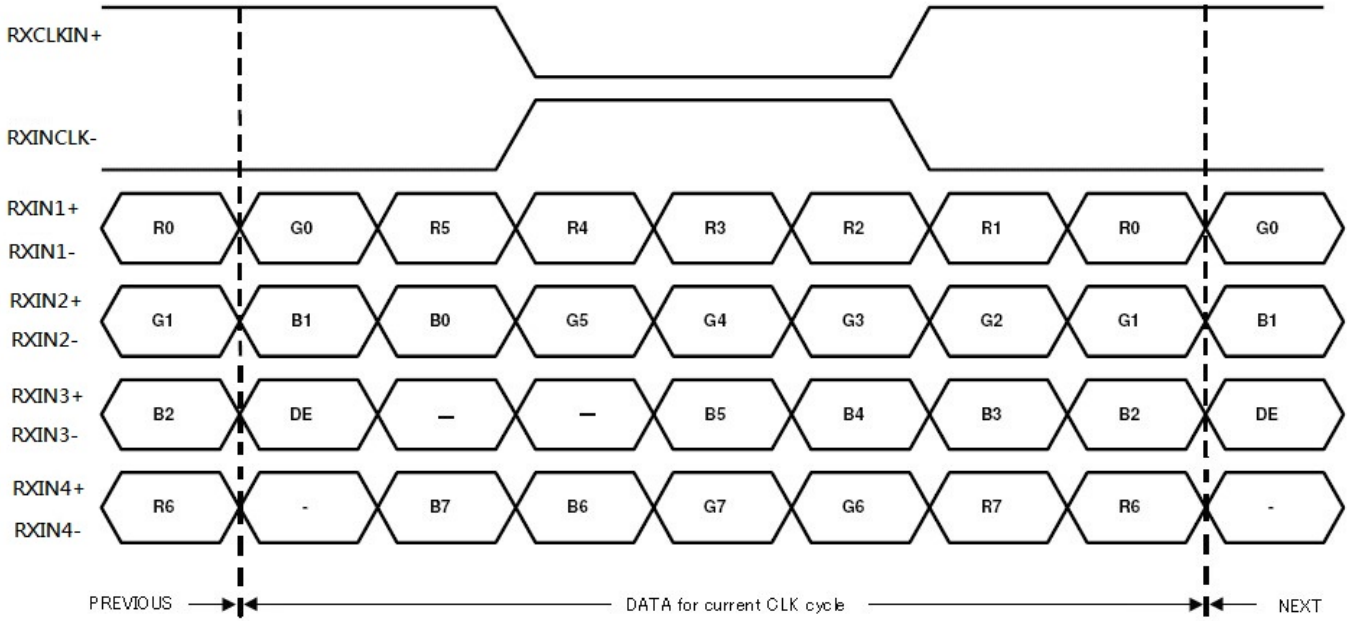 RXCLKIN+
RXINCLK-
RXIN1+
RXIN1-
R0 G0 R5 R4 R3 R2 R1 R0 G0
RXIN2+
RXIN2-
G1 B1 B0 G5 G4 G3 G2 G1 B1
RXIN3+
RXIN3-
B2 DE — — B5 B4 B3 B2 DE
RXIN4+
RXIN4-
R6 - B7 B6 G7 G6 R7 R6 -
PREVIOUS DATA for current CLK cycle NEXT